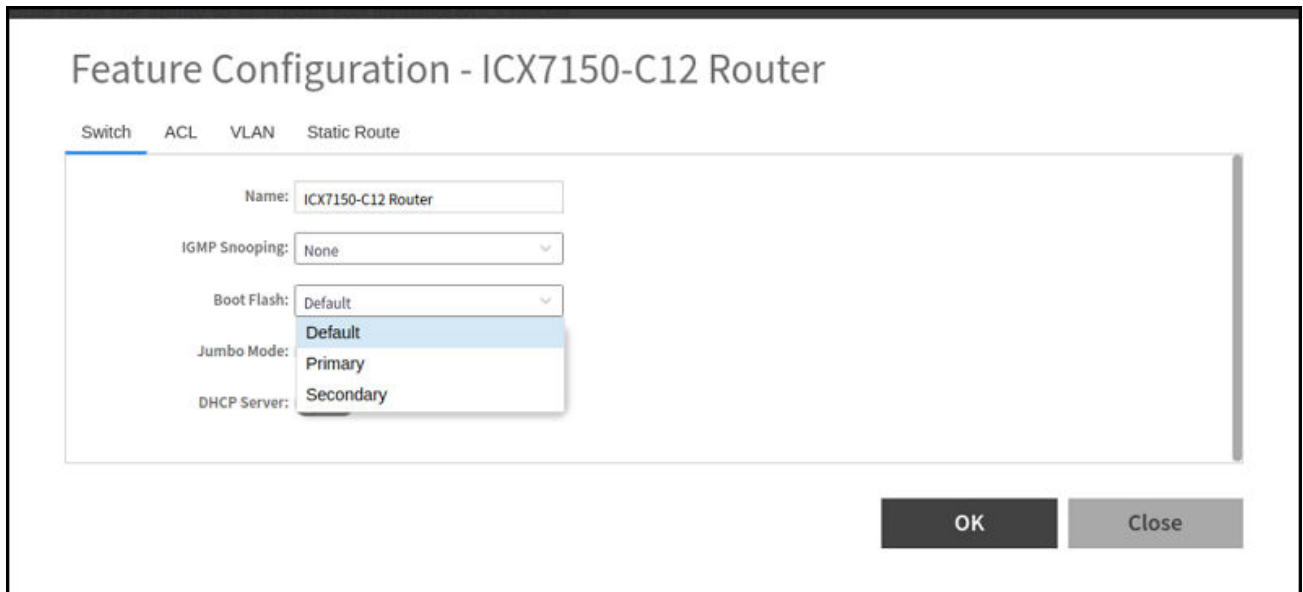 Feature Configuration - ICX7150-C12 Router
Switch ACL VLAN Static Route
Name: ICX7150-C12 Router
IGMP Snooping: None
Boot Flash: Default
Default
Jumbo Mode:
Primary
Secondary
DHCP Server:
OK Close